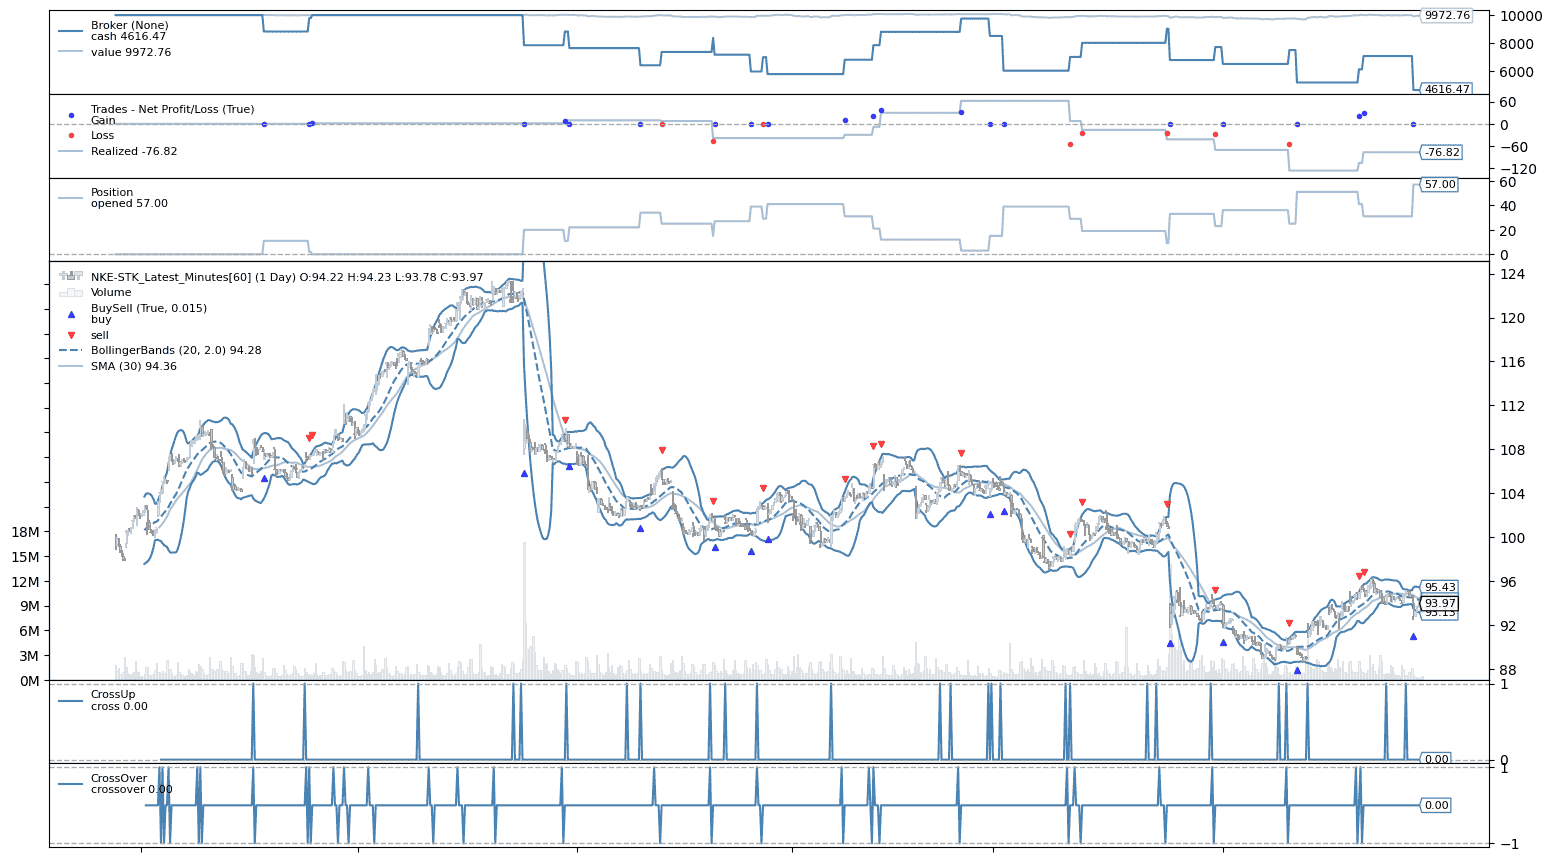 Broker (None)
cash 4616.47
value 9972.76
9972.76
4616.47
10000
8000
6000
Trades - Net Profit/Loss (True)
Gain
Loss
Realized -76.82
-76.82
60
0
−60
−120
Position
opened 57.00
57.00
60
40
20
0
NKE-STK_Latest_Minutes[60] (1 Day) O:94.22 H:94.23 L:93.78 C:93.97
Volume
BuySell (True, 0.015)
buy
sell
BollingerBands (20, 2.0) 94.28
SMA (30) 94.36
18M
15M
12M
9M
6M
3M
0M
124
120
116
112
108
104
100
96
92
88
95.43
93.97
93.13
CrossUp
cross 0.00
0.00
1
0
CrossOver
crossover 0.00
0.00
1
−1